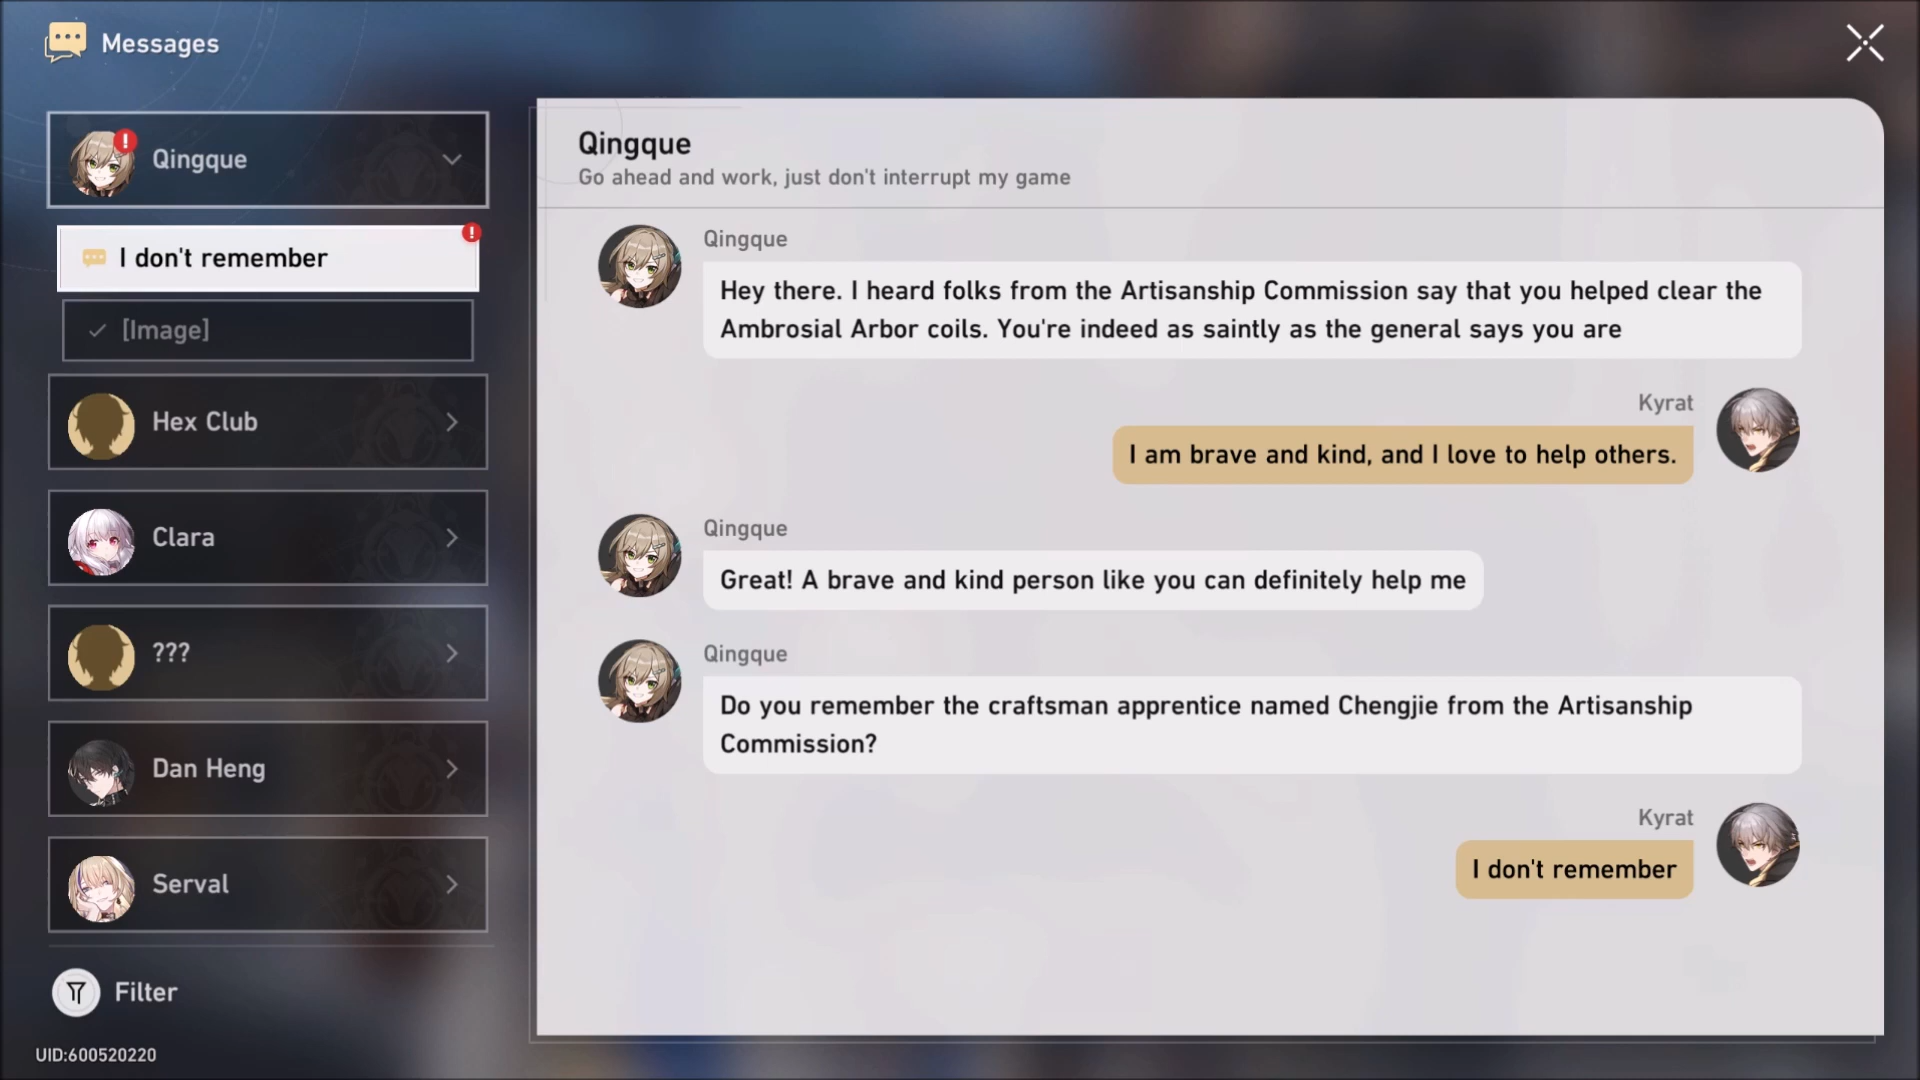 Messages
Qingque
I don't remember
[Image]
Hex Club
Clara
???
Dan Heng
Serval
Filter
UID:600520220
Qingque
Go ahead and work, just don't interrupt my game
Qingque
Hey there. I heard folks from the Artisanship Commission say that you helped clear the
Ambrosial Arbor coils. You're indeed as saintly as the general says you are
Kyrat
I am brave and kind, and I love to help others.
Qingque
Great! A brave and kind person like you can definitely help me
Qingque
Do you remember the craftsman apprentice named Chengjie from the Artisanship
Commission?
Kyrat
I don't remember